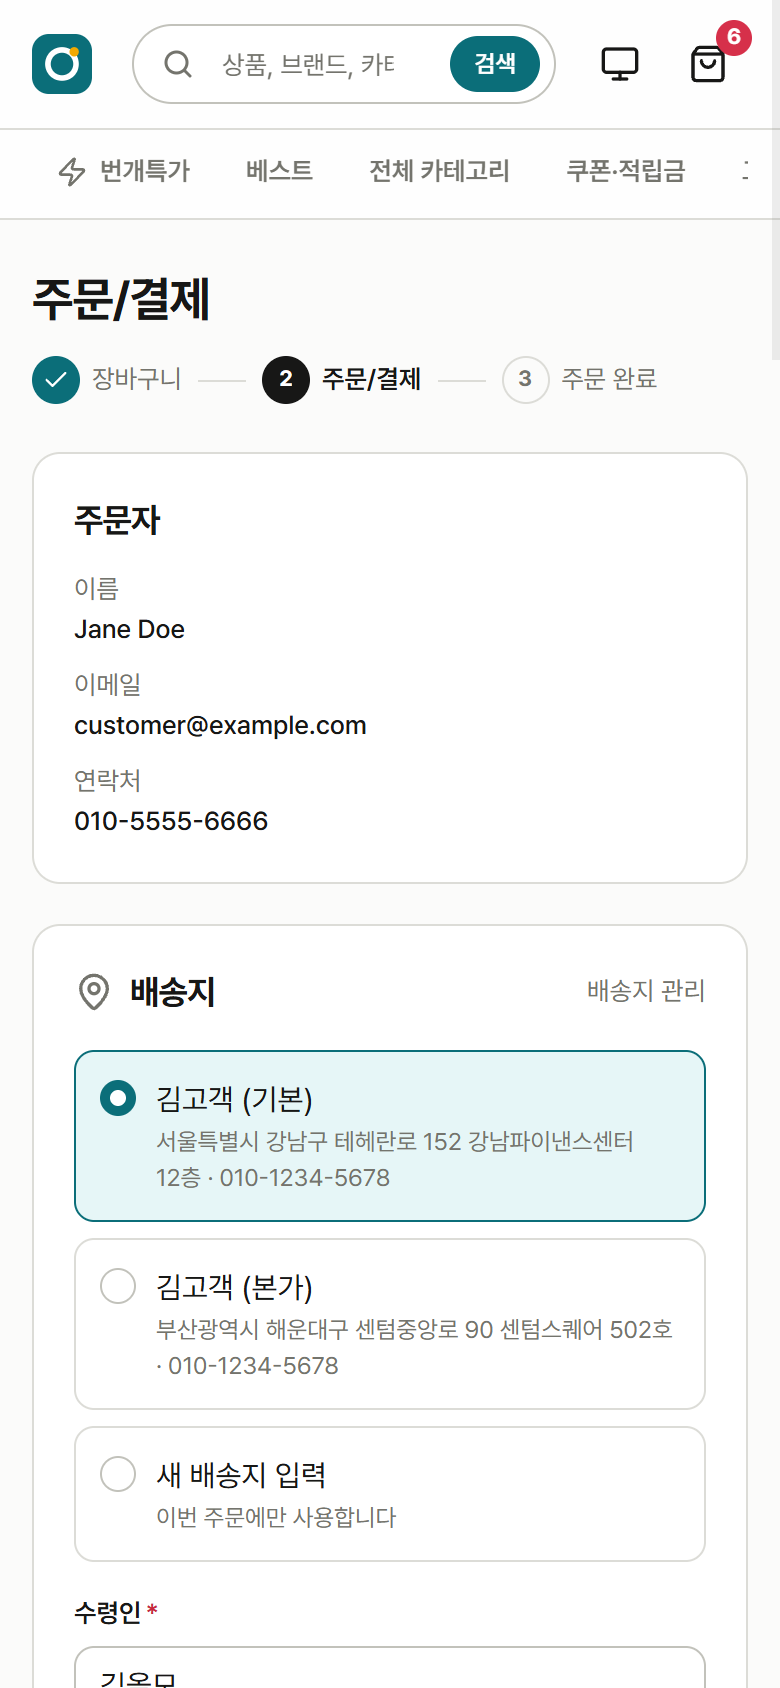 상품, 브랜드, 카
검색
6
번개특가
베스트
전체 카테고리
쿠폰·적립금
주문/결제
장바구니
2
주문/결제
3
주문 완료
주문자
이름
Jane Doe
이메일
customer@example.com
연락처
010-5555-6666
배송지
배송지 관리
김고객 (기본)
서울특별시 강남구 테헤란로 152 강남파이낸스센터
12층 · 010-1234-5678
김고객 (본가)
부산광역시 해운대구 센텀중앙로 90 센텀스퀘어 502호
· 010-1234-5678
새 배송지 입력
이번 주문에만 사용합니다
수령인 *